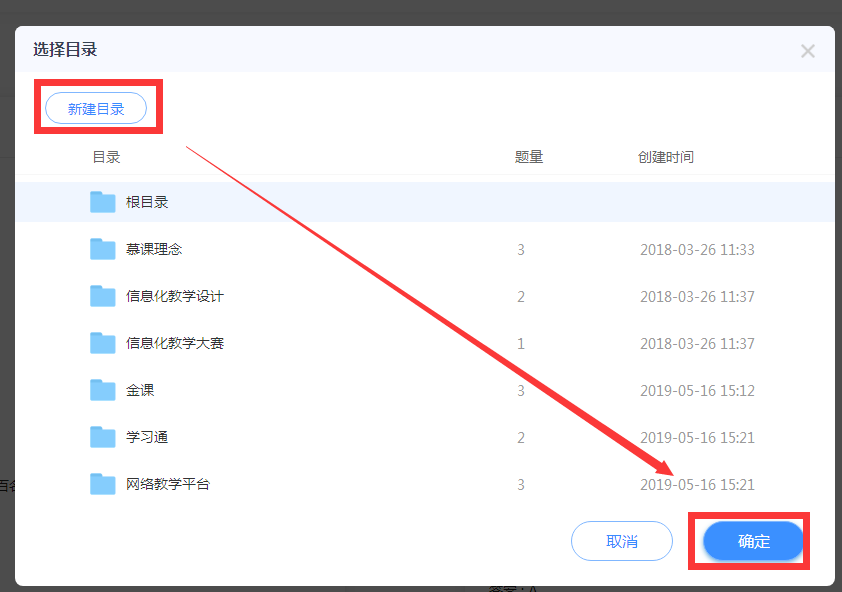 选择目录
新建目录
目录 题量 创建时间
根目录
慕课理念 3 2018-03-26 11:33
信息化教学设计 2 2018-03-26 11:37
信息化教学大赛 1 2018-03-26 11:37
金课 3 2019-05-16 15:12
学习通 2 2019-05-16 15:21
网络教学平台 3 2019-05-16 15:21
取消 确定